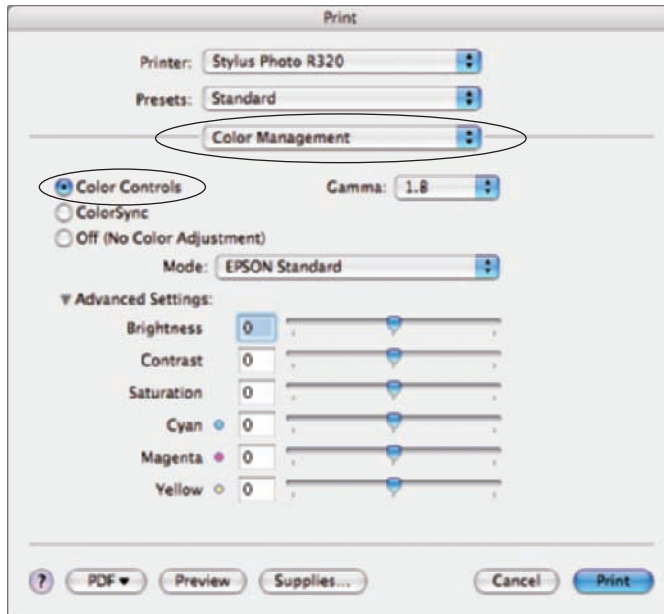 Print
Printer: Stylus Photo R320
Presets: Standard
Color Management
Color Controls Gamma: 1.8
ColorSync
Off (No Color Adjustment)
Mode: EPSON Standard
Advanced Settings:
Brightness 0
Contrast 0
Saturation 0
Cyan 0
Magenta 0
Yellow 0
? PDF Preview Supplies... Cancel Print